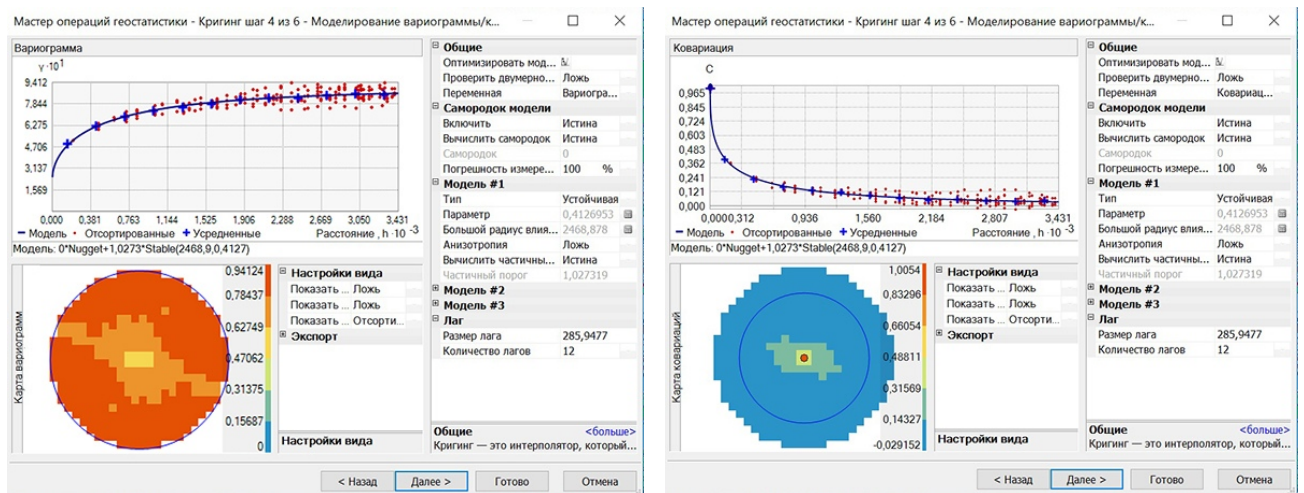 Мастер операций геостатистики - Кригинг шаг 4 из 6 - Моделирование вариограммы/к...
Вариограмма
γ·10¹
9,412
7,844
6,275
4,706
3,137
1,569
0,000 0,381 0,763 1,144 1,525 1,906 2,288 2,669 3,050 3,431
Модель Отсортированные Усредненные Расстояние , h ·10 -3
Модель: 0*Nugget+1,0273*Stable(2468,9,0,4127)
Карта вариограмм
0,94124
0,78437
0,62749
0,47062
0,31375
0,15687
0
Настройки вида
Показать ... Ложь
Показать ... Ложь
Показать ... Отсорти...
Экспорт
Настройки вида
Общие
Оптимизировать мод...
Проверить двумерно... Ложь
Переменная Вариогра...
Самородок модели
Включить Истина
Вычислить самородок Истина
Самородок 0
Погрешность измере... 100 %
Модель #1
Тип Устойчивая
Параметр 0,4126953
Большой радиус влия... 2468,878
Анизотропия Ложь
Вычислить частичны... Истина
Частичный порог 1,027319
Модель #2
Модель #3
Лаг
Размер лага 285,9477
Количество лагов 12
Общие <больше>
Кригинг — это интерполятор, который...
< Назад Далее > Готово Отмена
Мастер операций геостатистики - Кригинг шаг 4 из 6 - Моделирование вариограммы/к...
Ковариация
C
0,965
0,845
0,724
0,603
0,483
0,362
0,241
0,121
0,000
0,0000,312 0,936 1,560 2,184 2,807 3,431
Модель Отсортированные Усредненные Расстояние , h ·10 -3
Модель: 0*Nugget+1,0273*Stable(2468,9,0,4127)
Карта ковариаций
1,0054
0,83296
0,66054
0,48811
0,31569
0,14327
-0,029152
Настройки вида
Показать ... Ложь
Показать ... Ложь
Показать ... Отсорти...
Экспорт
Настройки вида
Общие
Оптимизировать мод...
Проверить двумерно... Ложь
Переменная Ковариац...
Самородок модели
Включить Истина
Вычислить самородок Истина
Самородок 0
Погрешность измере... 100 %
Модель #1
Тип Устойчивая
Параметр 0,4126953
Большой радиус влия... 2468,878
Анизотропия Ложь
Вычислить частичны... Истина
Частичный порог 1,027319
Модель #2
Модель #3
Лаг
Размер лага 285,9477
Количество лагов 12
Общие <больше>
Кригинг — это интерполятор, который...
< Назад Далее > Готово Отмена